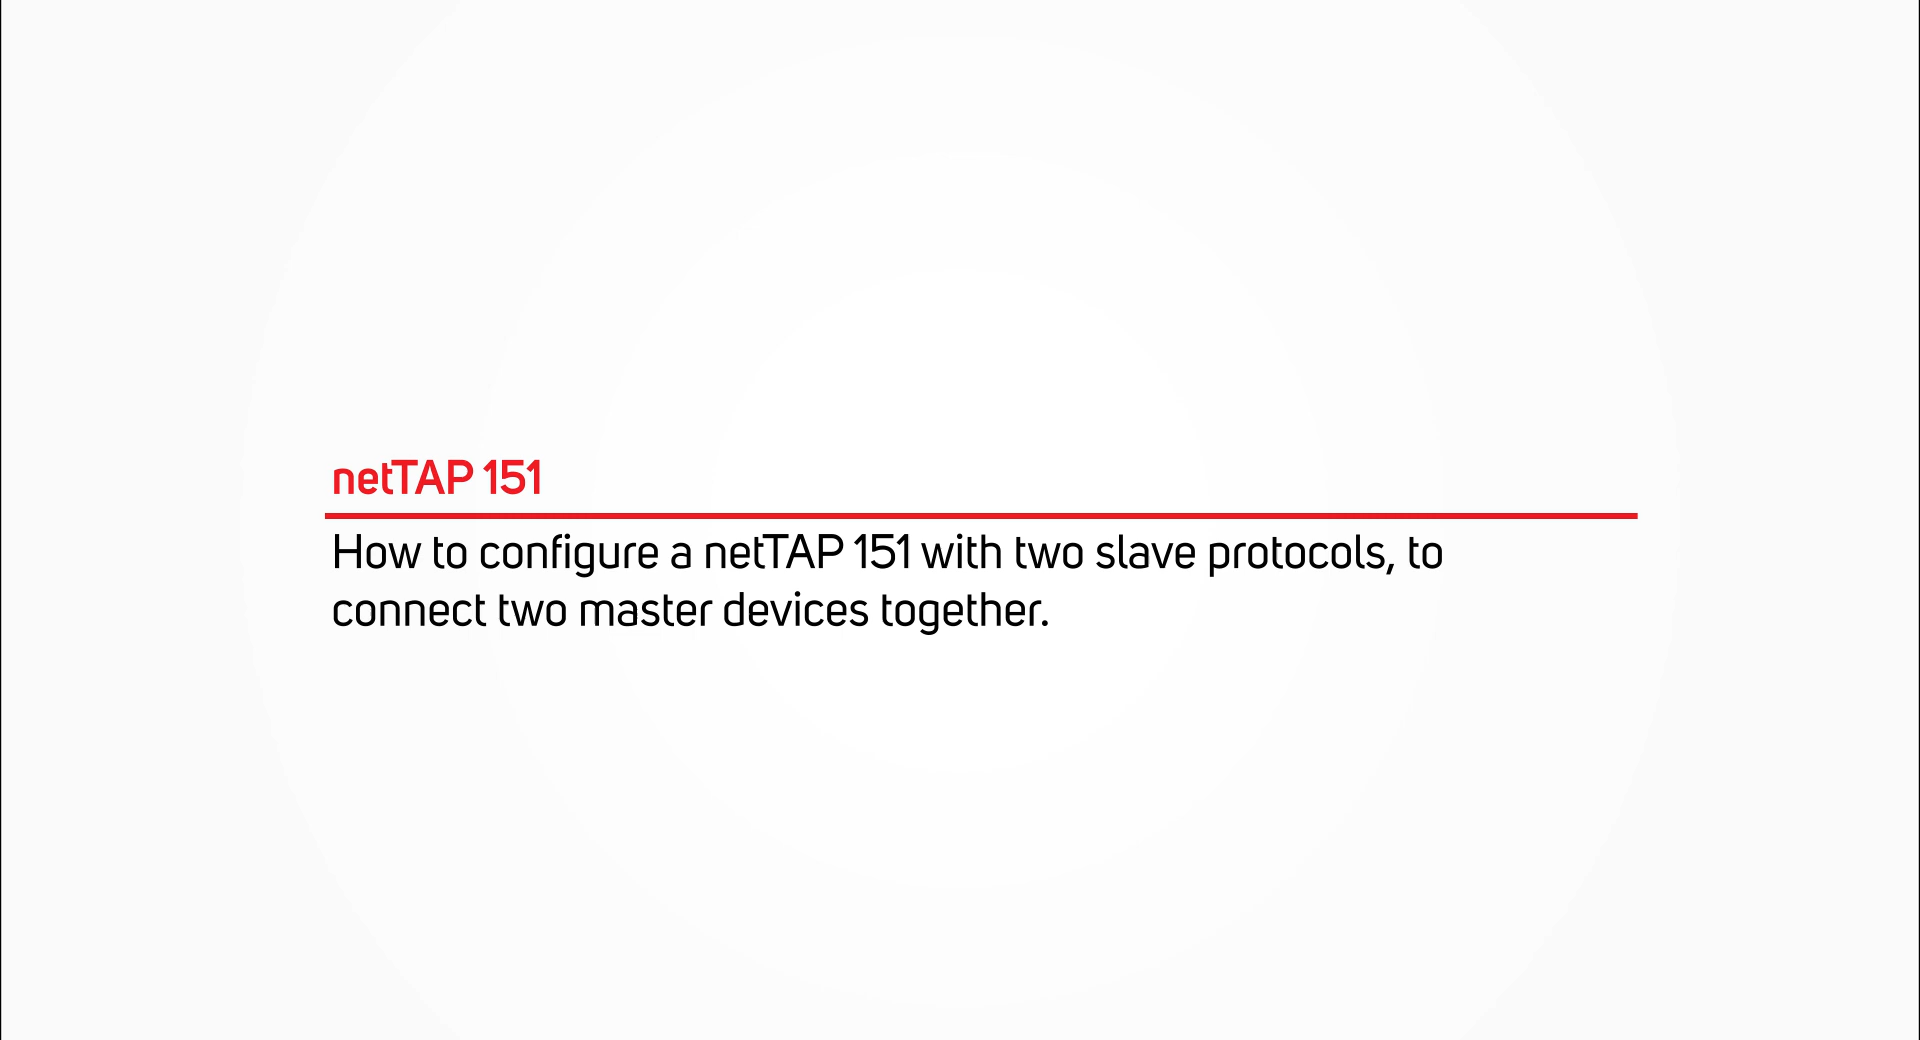 netTAP 151
How to configure a netTAP 151 with two slave protocols, to
connect two master devices together.